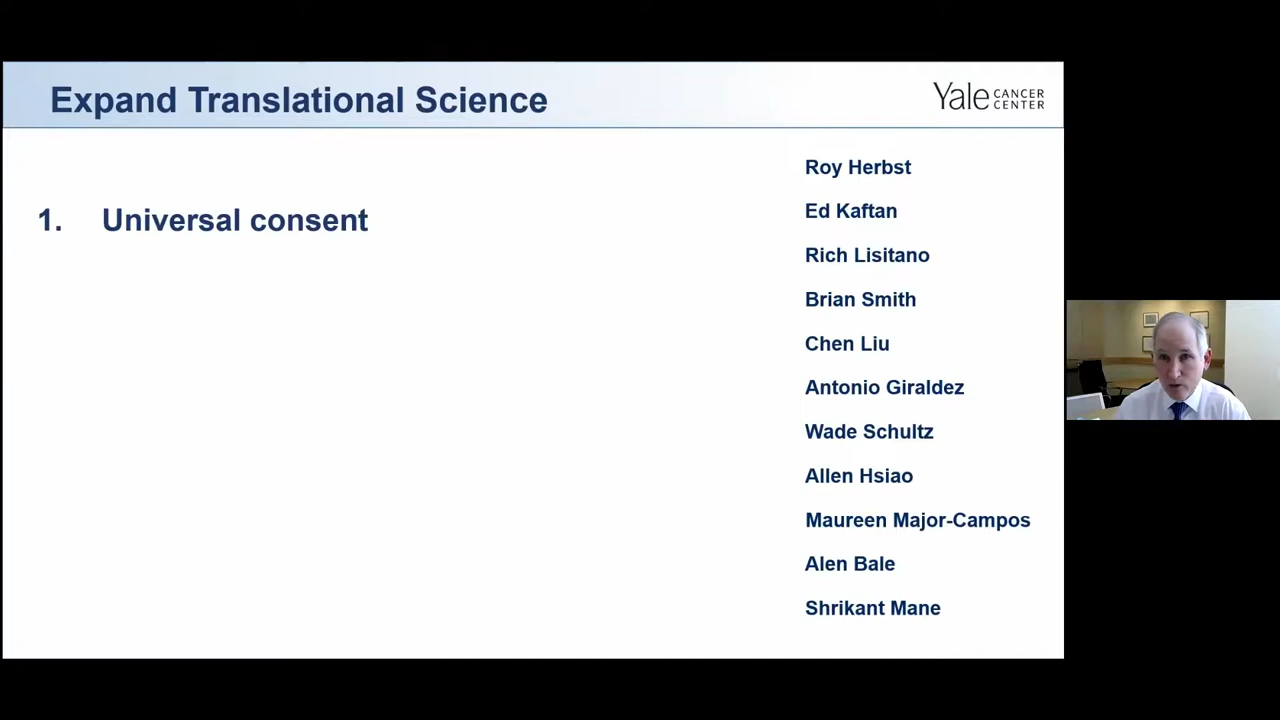 Expand Translational Science
Yale CANCER CENTER
1. Universal consent
Roy Herbst
Ed Kaftan
Rich Lisitano
Brian Smith
Chen Liu
Antonio Giraldez
Wade Schultz
Allen Hsiao
Maureen Major-Campos
Alen Bale
Shrikant Mane